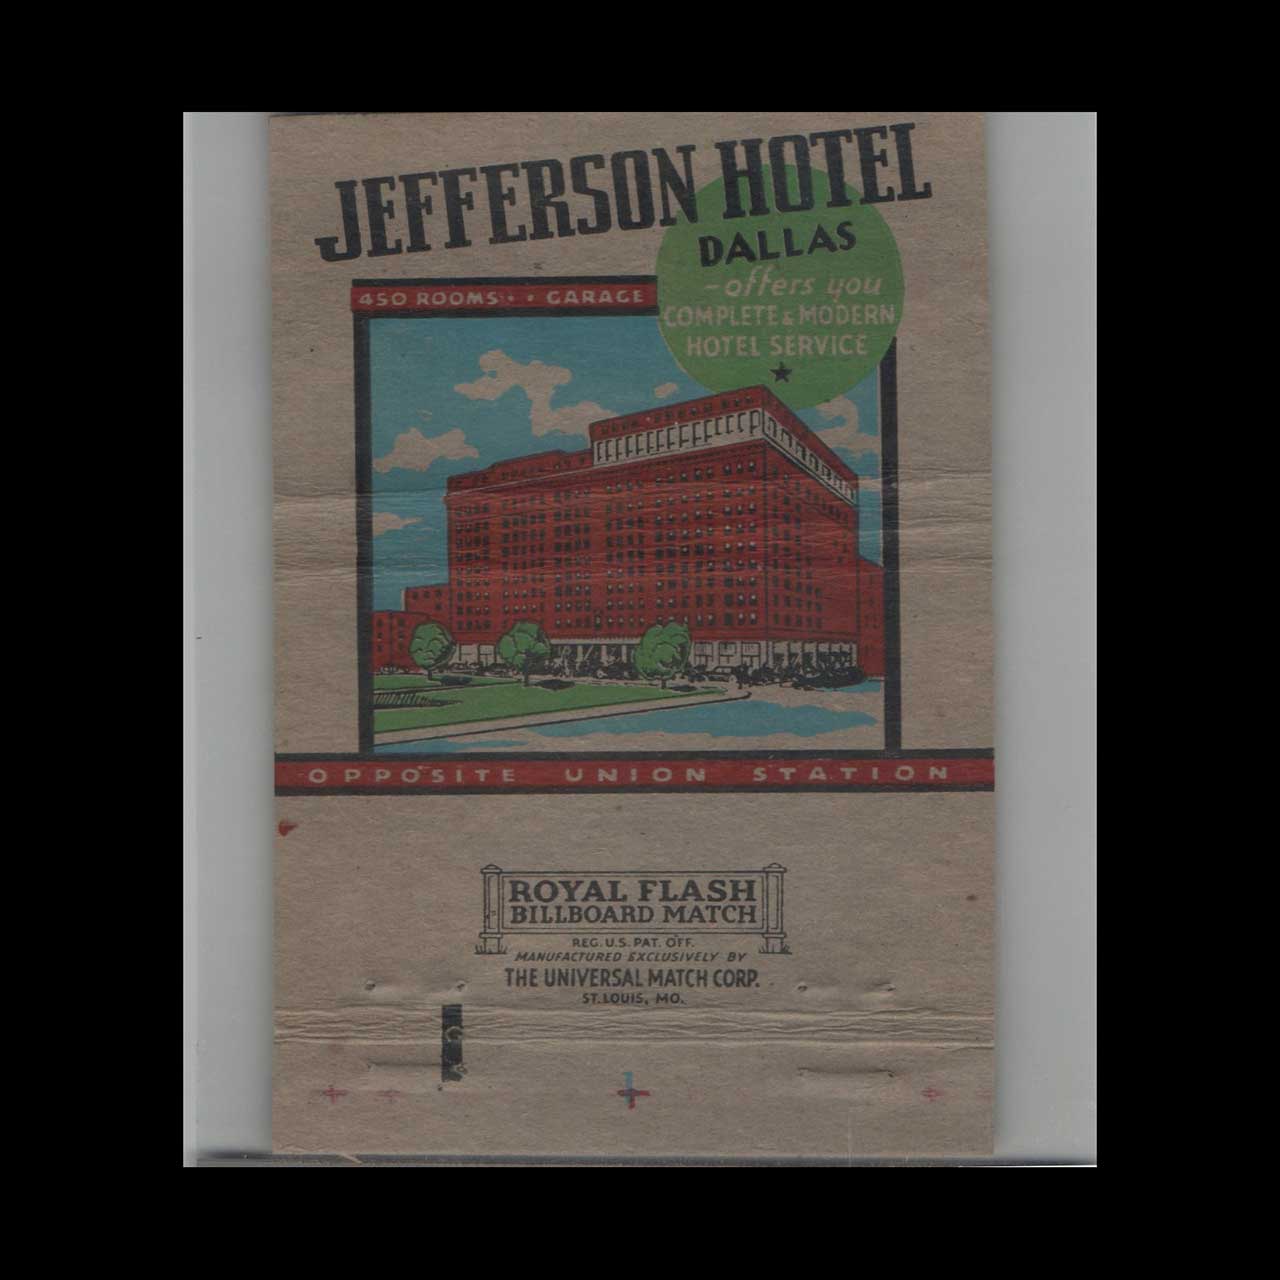 JEFFERSON HOTEL
DALLAS
-offers you
COMPLETE & MODERN
HOTEL SERVICE
450 ROOMS · · GARAGE
OPPOSITE UNION STATION
ROYAL FLASH
BILLBOARD MATCH
REG. U.S. PAT. OFF.
MANUFACTURED EXCLUSIVELY BY
THE UNIVERSAL MATCH CORP.
ST. LOUIS, MO.